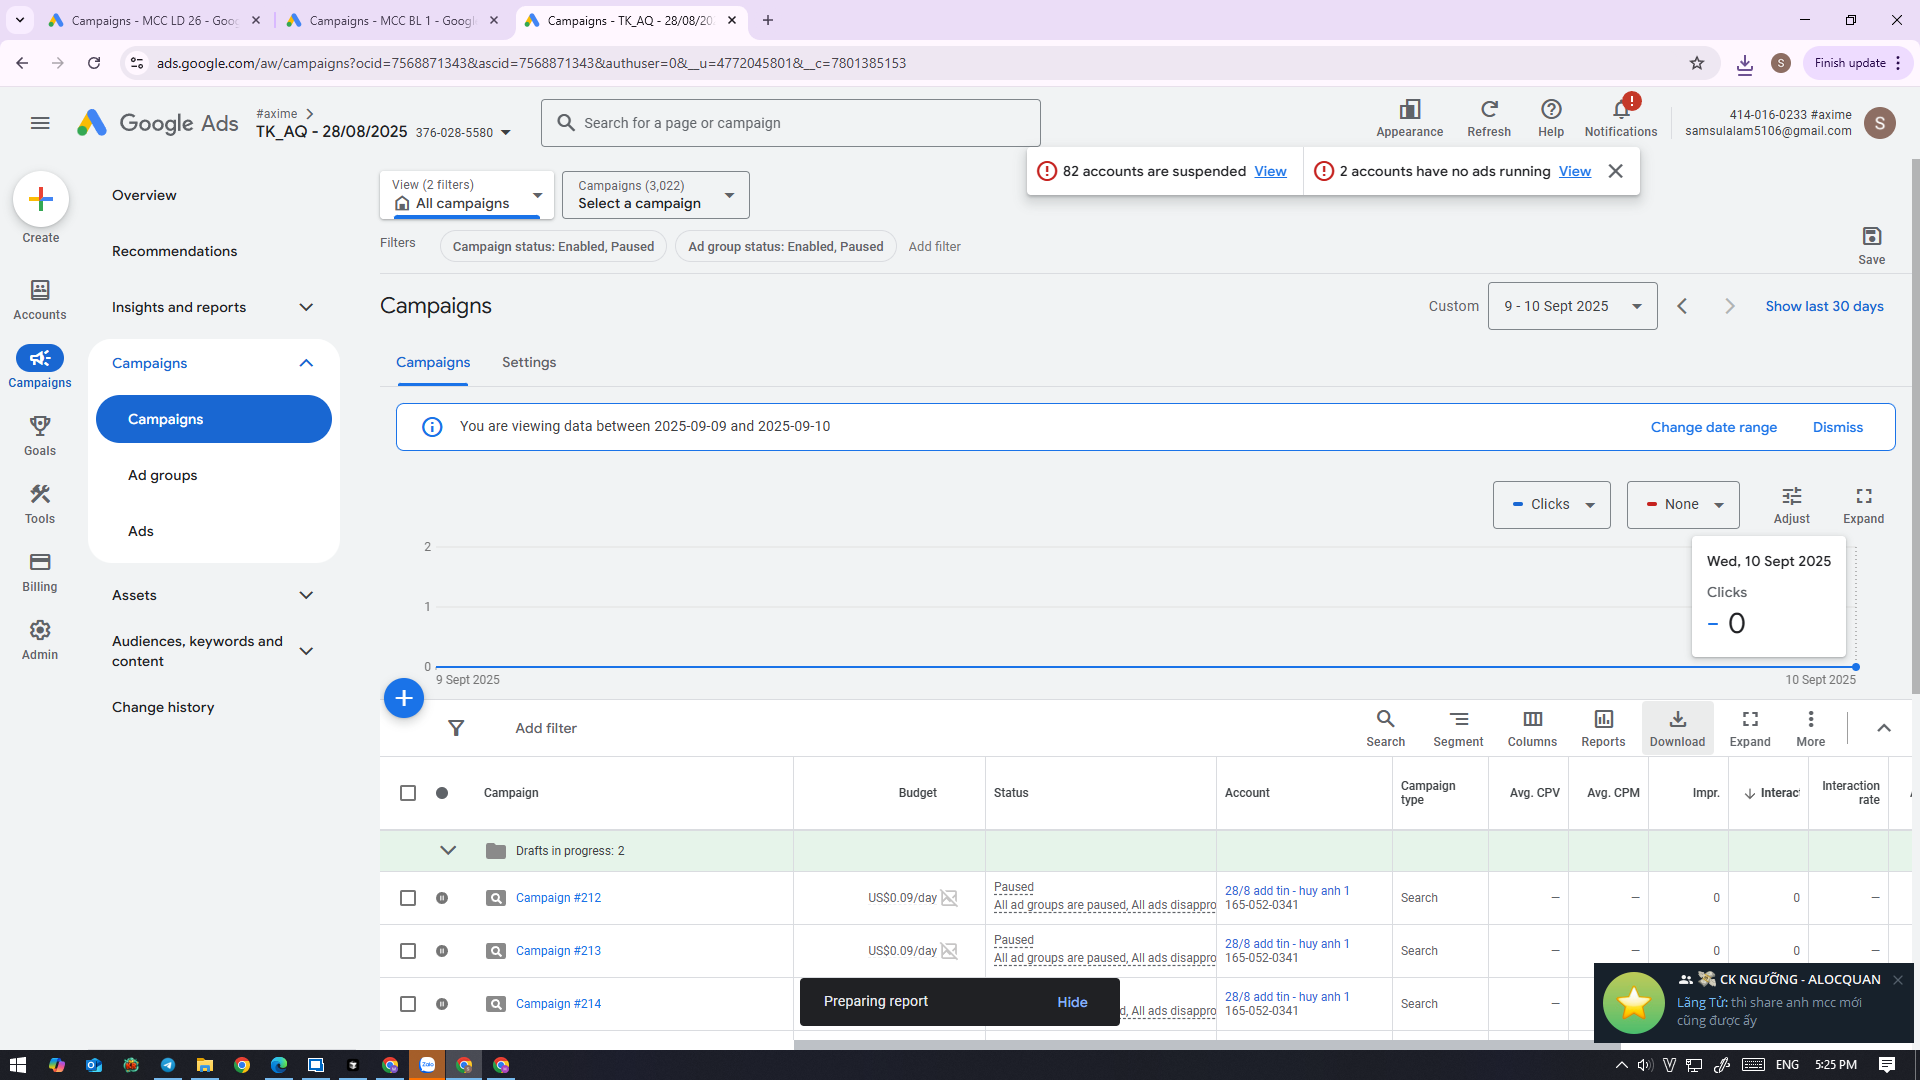 Campaigns - MCC LD 26 - Goog
Campaigns - MCC BL 1 - Google
Campaigns - TK_AQ - 28/08/202
ads.google.com/aw/campaigns?ocid=7568871343&ascid=7568871343&authuser=0&__u=4772045801&__c=7801385153
S
Finish update
Google Ads
#axime
TK_AQ - 28/08/2025 376-028-5580
Search for a page or campaign
Appearance
Refresh
Help
!
Notifications
414-016-0233 #axime
samsulalam5106@gmail.com
S
82 accounts are suspended View
2 accounts have no ads running View
Create
Accounts
Campaigns
Goals
Tools
Billing
Admin
Overview
Recommendations
Insights and reports
Campaigns
Campaigns
Ad groups
Ads
Assets
Audiences, keywords and
content
Change history
View (2 filters)
All campaigns
Campaigns (3,022)
Select a campaign
Filters
Campaign status: Enabled, Paused
Ad group status: Enabled, Paused
Add filter
Save
Campaigns
Custom
9 - 10 Sept 2025
Show last 30 days
Campaigns
Settings
You are viewing data between 2025-09-09 and 2025-09-10
Change date range
Dismiss
Clicks
None
Adjust
Expand
2
1
0
9 Sept 2025
10 Sept 2025
Wed, 10 Sept 2025
Clicks
0
Add filter
Search
Segment
Columns
Reports
Download
Expand
More
Campaign
Budget
Status
Account
Campaign
type
Avg. CPV
Avg. CPM
Impr.
Interact
Interaction
rate
Drafts in progress: 2
Campaign #212
US$0.09/day
Paused
All ad groups are paused, All ads disappro
28/8 add tin - huy anh 1
165-052-0341
Search
—
—
0
0
—
Campaign #213
US$0.09/day
Paused
All ad groups are paused, All ads disappro
28/8 add tin - huy anh 1
165-052-0341
Search
—
—
0
0
—
Campaign #214
d, All ads disappro
28/8 add tin - huy anh 1
165-052-0341
Search
—
Preparing report
Hide
CK NGƯỠNG - ALOCQUAN
Lãng Tử: thì share anh mcc mới
cũng được ấy
Zalo
ENG
5:25 PM